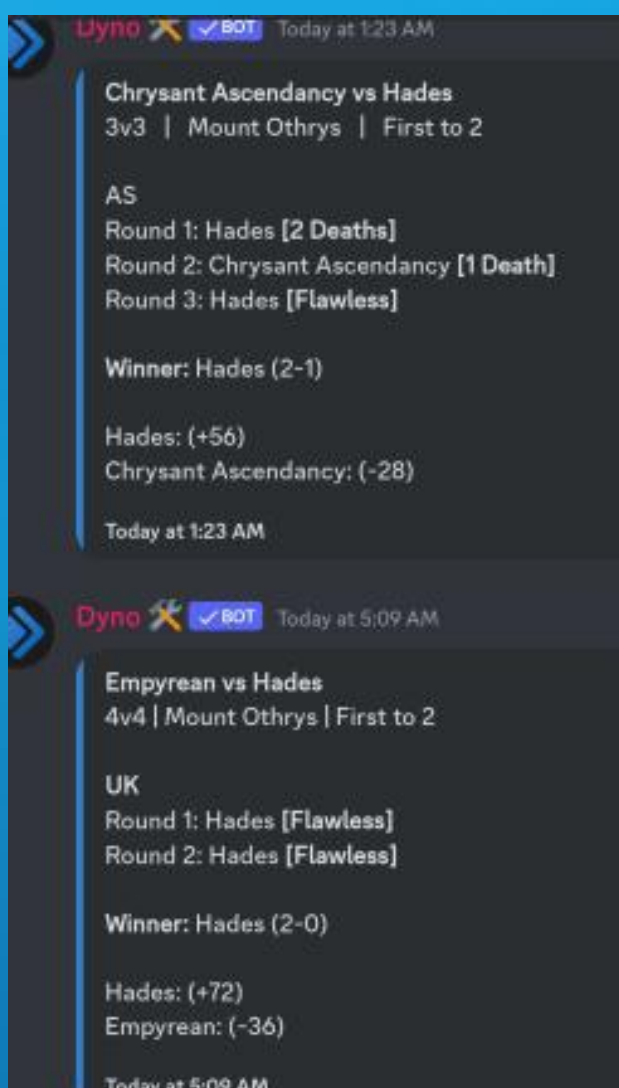 Dyno BOT Today at 1:23 AM
Chrysant Ascendancy vs Hades
3v3 | Mount Othrys | First to 2
AS
Round 1: Hades [2 Deaths]
Round 2: Chrysant Ascendancy [1 Death]
Round 3: Hades [Flawless]
Winner: Hades (2-1)
Hades: (+56)
Chrysant Ascendancy: (-28)
Today at 1:23 AM
Dyno BOT Today at 5:09 AM
Empyrean vs Hades
4v4 | Mount Othrys | First to 2
UK
Round 1: Hades [Flawless]
Round 2: Hades [Flawless]
Winner: Hades (2-0)
Hades: (+72)
Empyrean: (-36)
Today at 5:09 AM